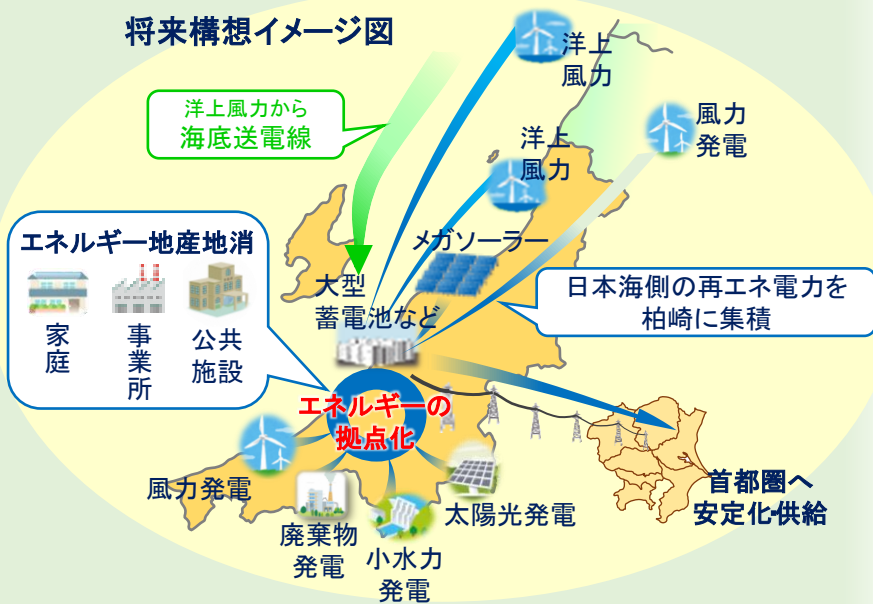 将来構想イメージ図
洋上
風力
洋上風力から
海底送電線
風力
発電
洋上
風力
エネルギー地産地消
家庭
事業所
公共
施設
メガソーラー
大型
蓄電池など
日本海側の再エネ電力を
柏崎に集積
エネルギーの
拠点化
風力発電
廃棄物
発電
小水力
発電
太陽光発電
首都圏へ
安定化・供給